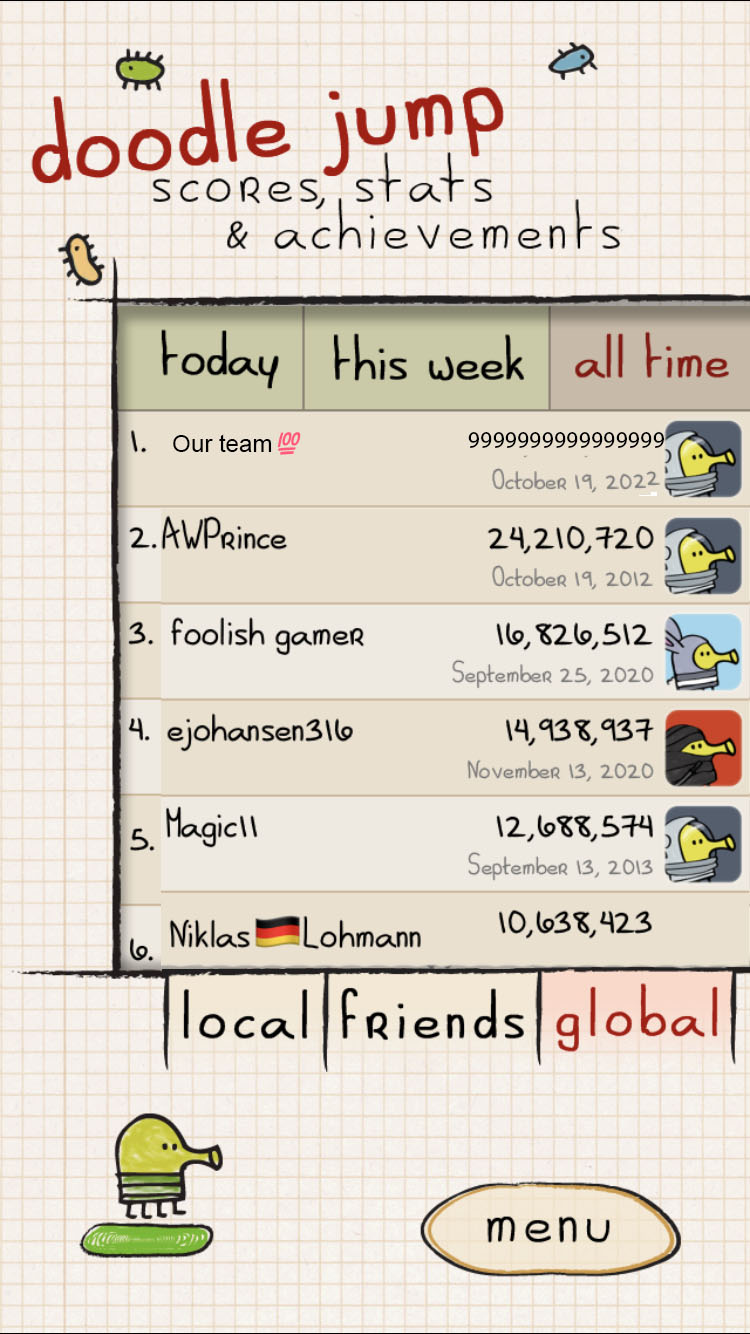 doodle jump
scores, stats
& achievements
today this week all time
1. Our team 💯 9999999999999999
October 19, 2022
2. AWPrince 24,210,720
October 19, 2012
3. foolish gamer 16,826,512
September 25, 2020
4. ejohansen316 14,938,937
November 13, 2020
5. Magic11 12,688,574
September 13, 2013
6. Niklas🇩🇪Lohmann 10,638,423
local friends global
menu